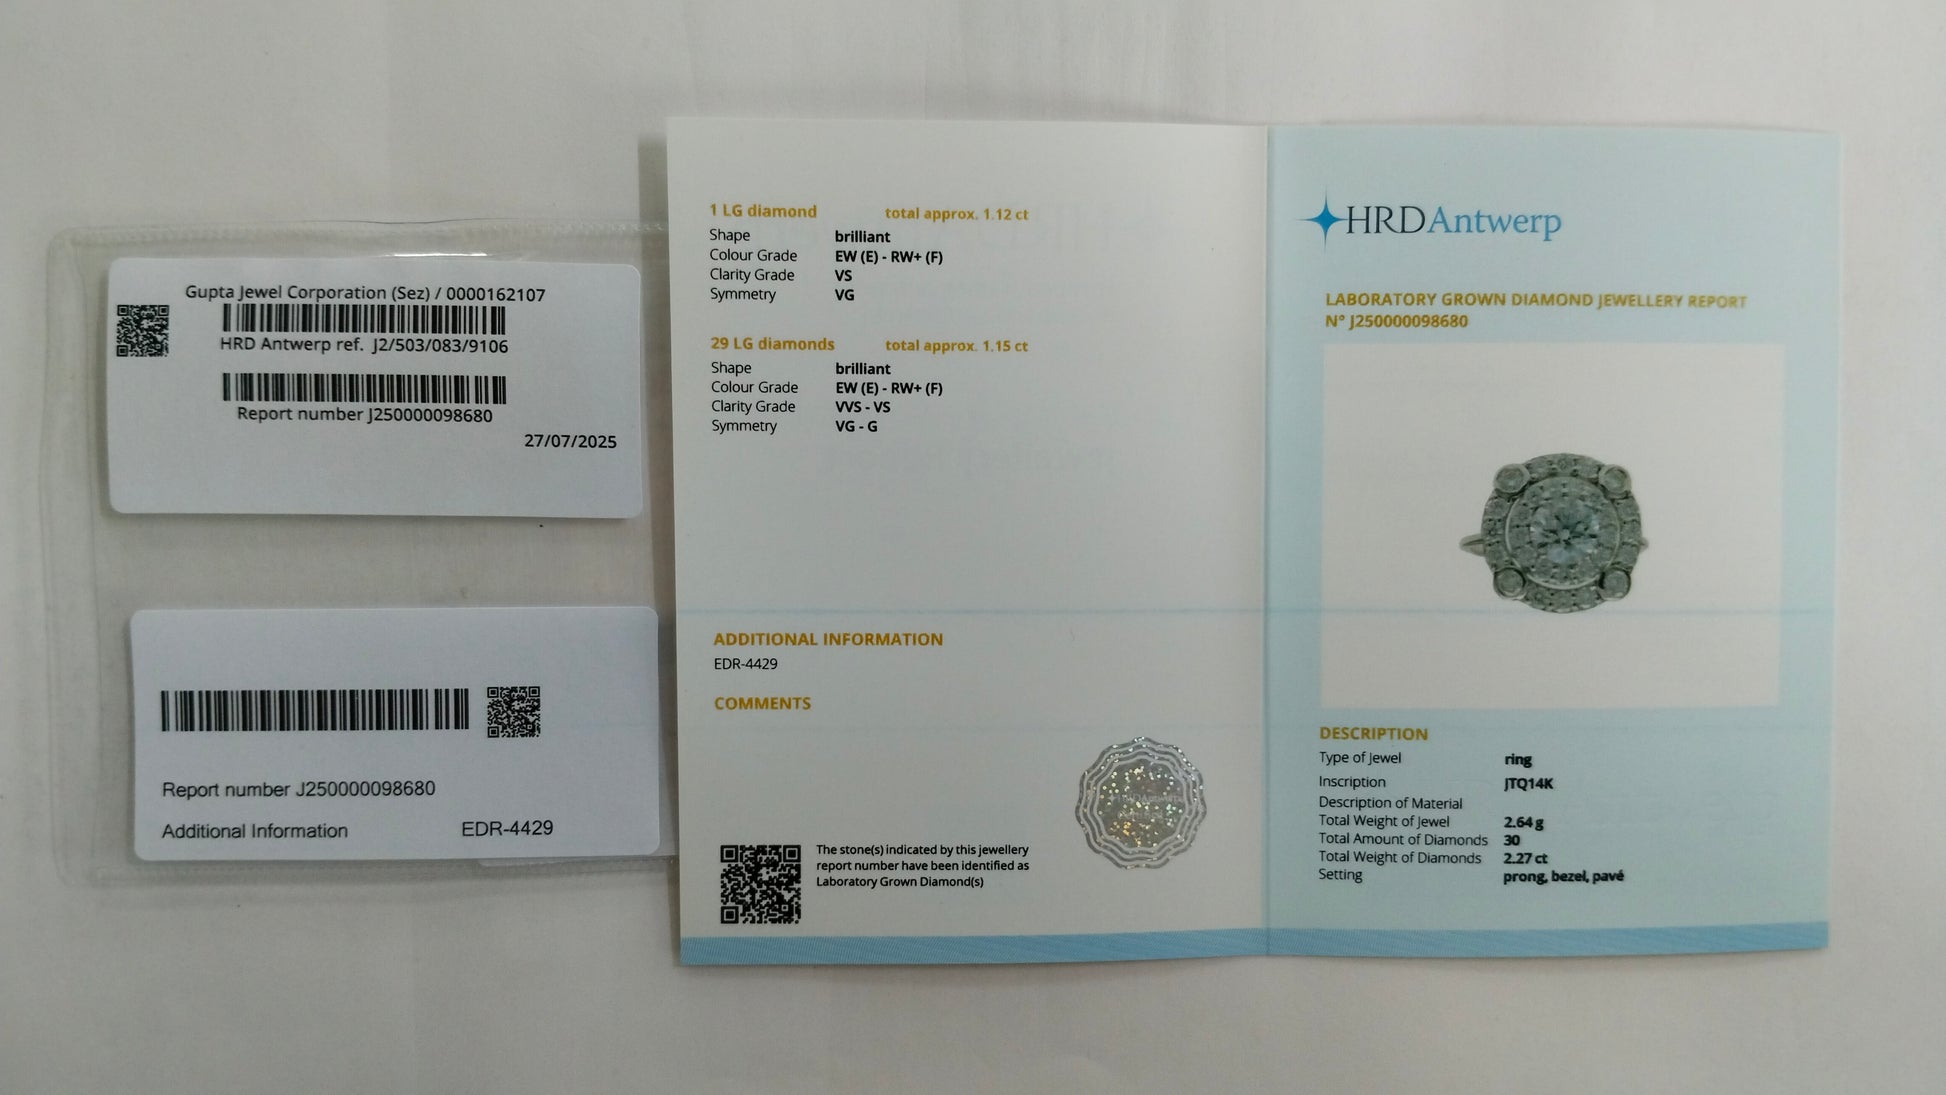 Gupta Jewel Corporation (Sez) / 0000162107
HRD Antwerp ref. J2/503/083/9106
Report number J250000098680
27/07/2025
Report number J250000098680
Additional Information EDR-4429
1 LG diamond total approx. 1.12 ct
Shape brilliant
Colour Grade EW (E) - RW+ (F)
Clarity Grade VS
Symmetry VG
29 LG diamonds total approx. 1.15 ct
Shape brilliant
Colour Grade EW (E) - RW+ (F)
Clarity Grade VVS - VS
Symmetry VG - G
ADDITIONAL INFORMATION
EDR-4429
COMMENTS
The stone(s) indicated by this jewellery
report number have been identified as
Laboratory Grown Diamond(s)
HRDAntwerp
HRDAntwerp
LABORATORY GROWN DIAMOND JEWELLERY REPORT
N° J250000098680
DESCRIPTION
Type of Jewel ring
Inscription JTQ14K
Description of Material
Total Weight of Jewel 2.64 g
Total Amount of Diamonds 30
Total Weight of Diamonds 2.27 ct
Setting prong, bezel, pavé